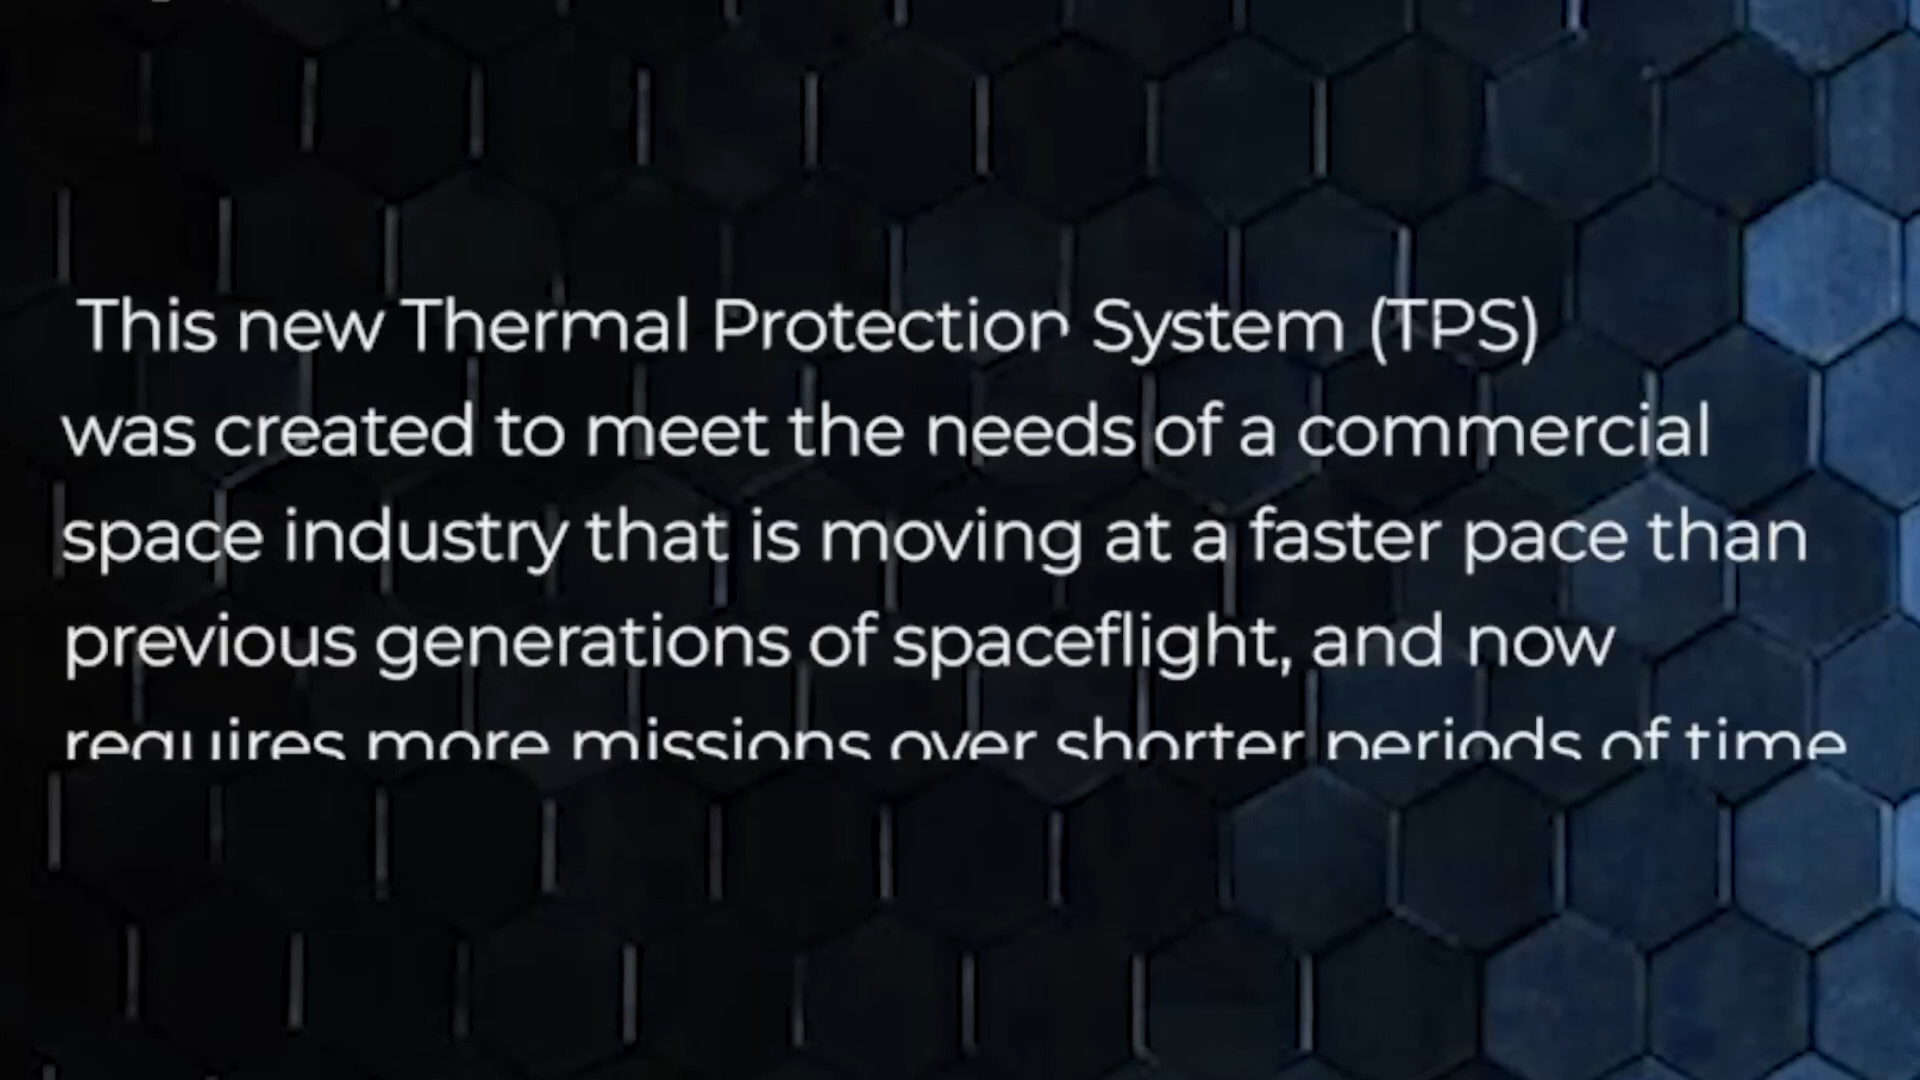 This new Thermal Protection System (TPS)
was created to meet the needs of a commercial
space industry that is moving at a faster pace than
previous generations of spaceflight, and now
requires more missions over shorter periods of time